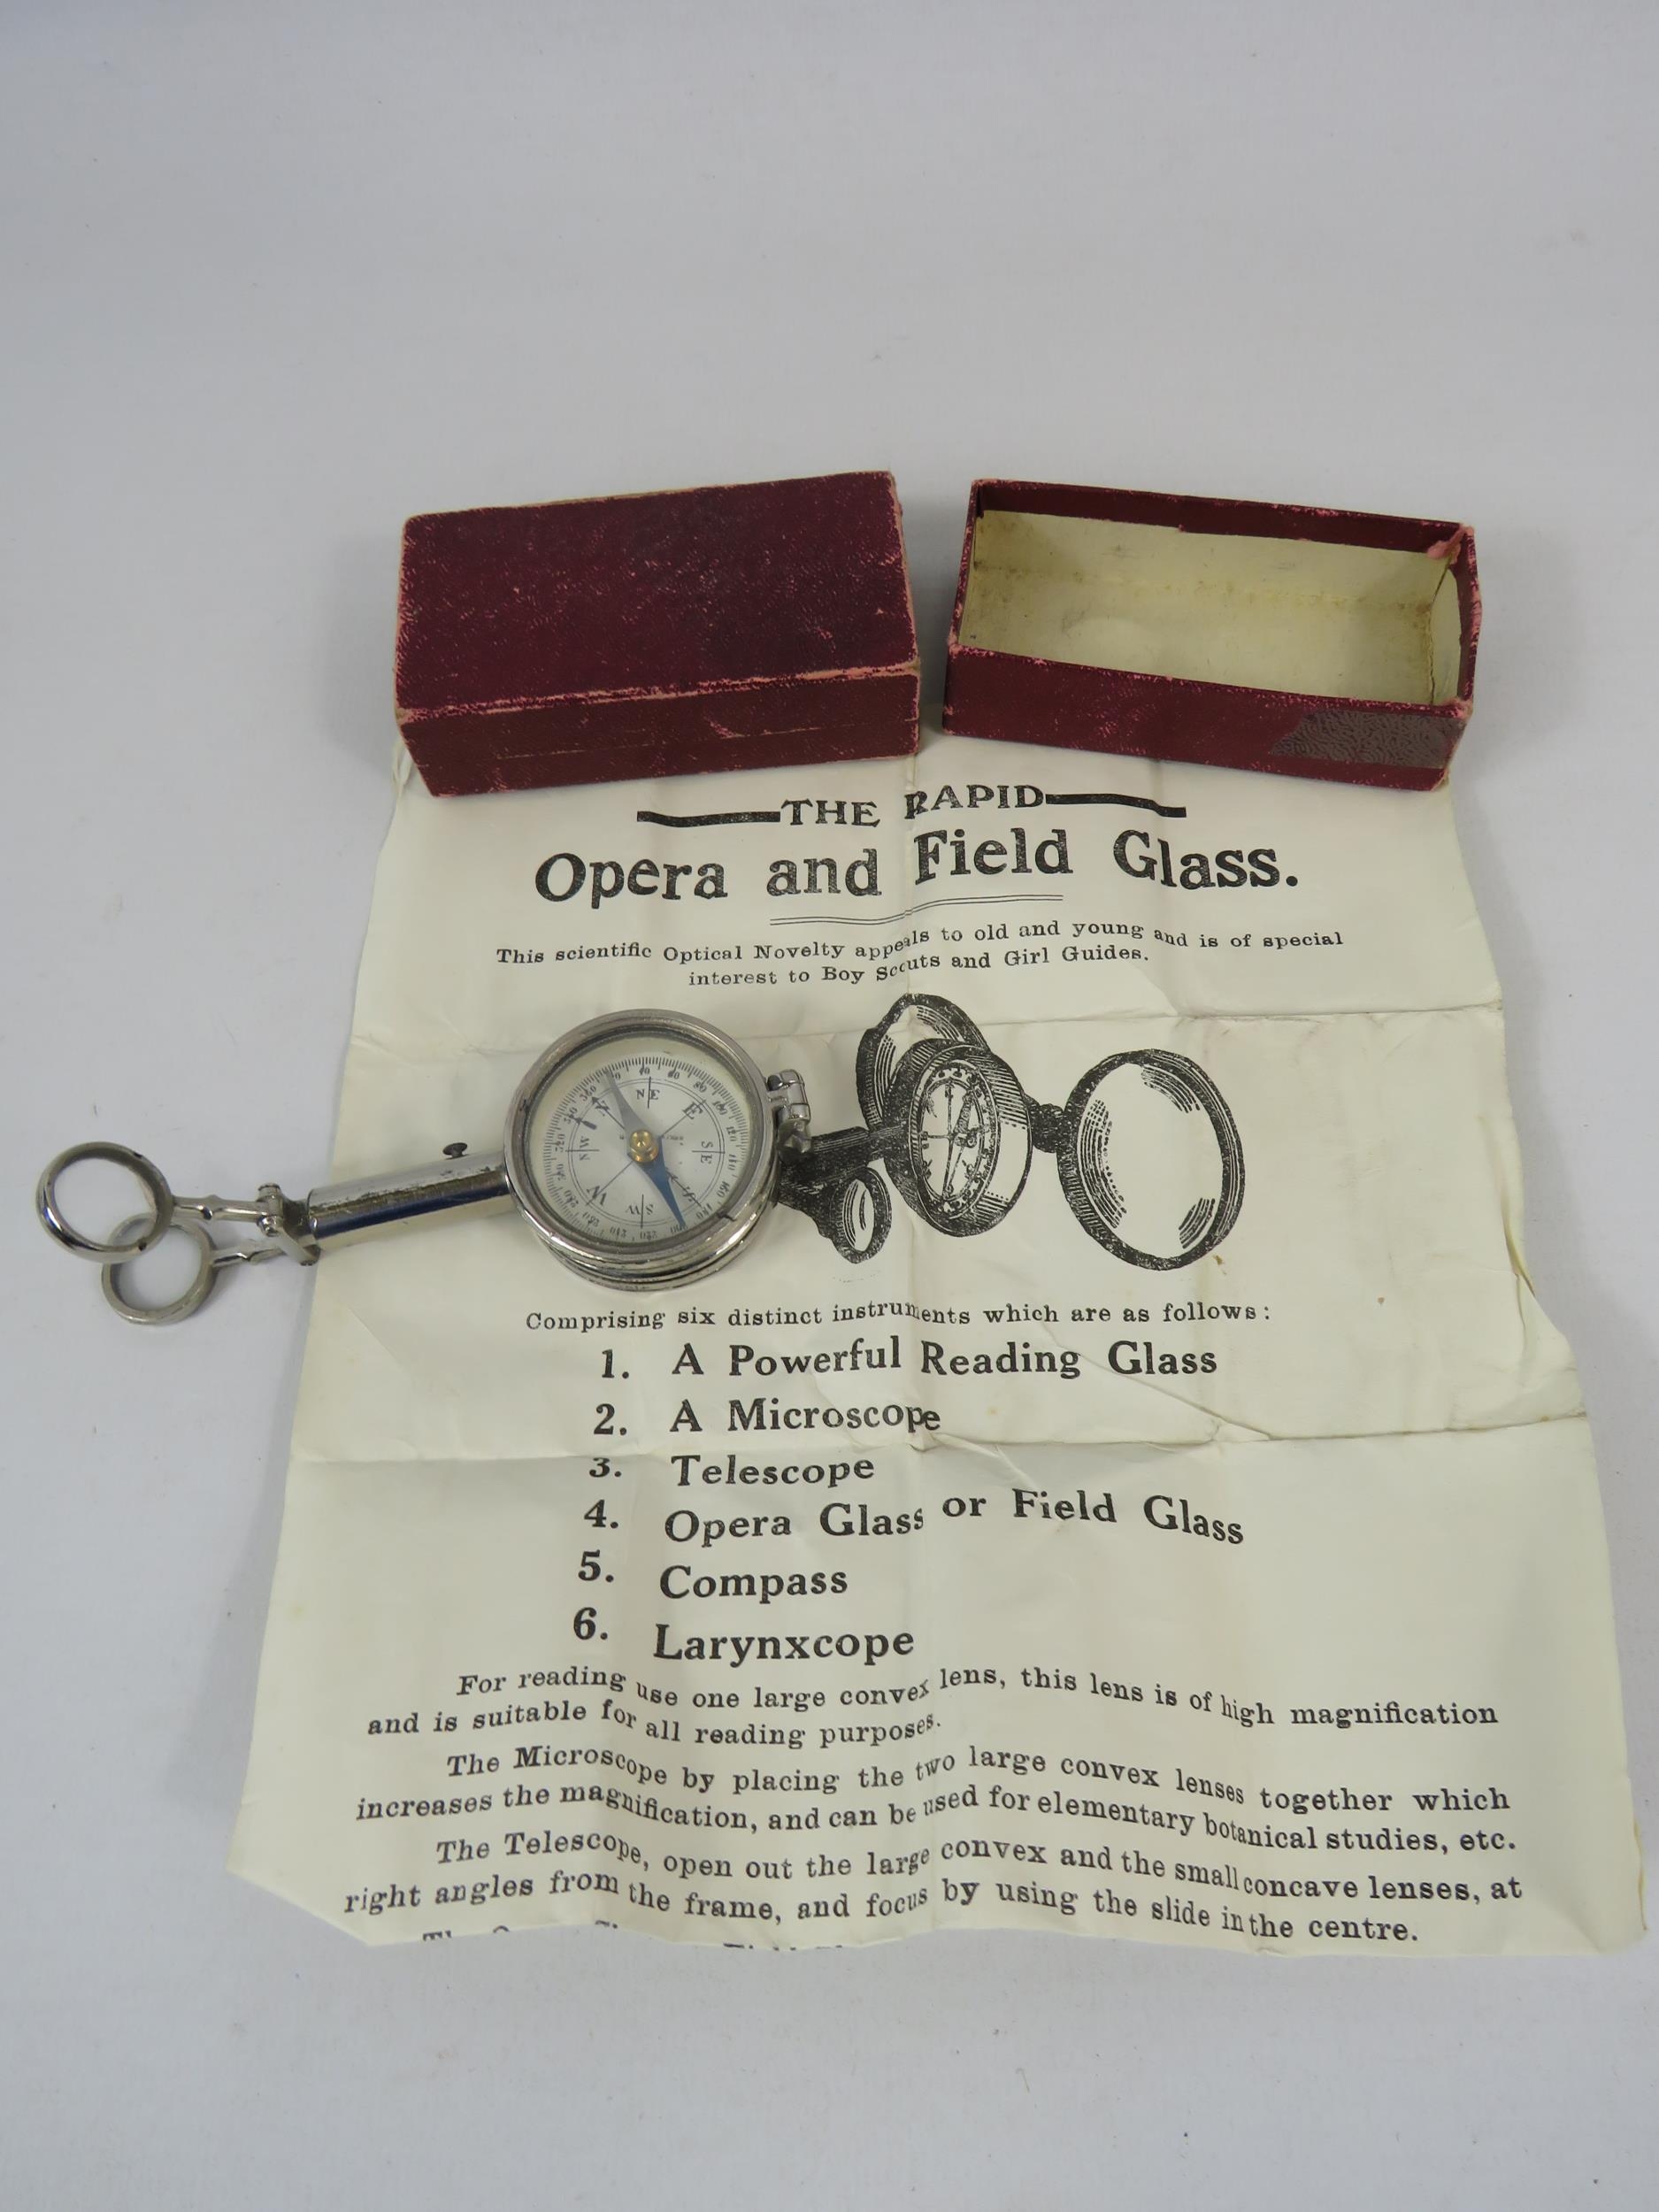 THE RAPID
Opera and Field Glass.
This scientific Optical Novelty appeals to old and young and is of special
interest to Boy Scouts and Girl Guides.
N NE E SE S SW W NW
Comprising six distinct instruments which are as follows:
1. A Powerful Reading Glass
2. A Microscope
3. Telescope
4. Opera Glass or Field Glass
5. Compass
6. Larynxcope
For reading use one large convex lens, this lens is of high magnification
and is suitable for all reading purposes.
The Microscope by placing the two large convex lenses together which
increases the magnification, and can be used for elementary botanical studies, etc.
The Telescope, open out the large convex and the small concave lenses, at
right angles from the frame, and focus by using the slide in the centre.